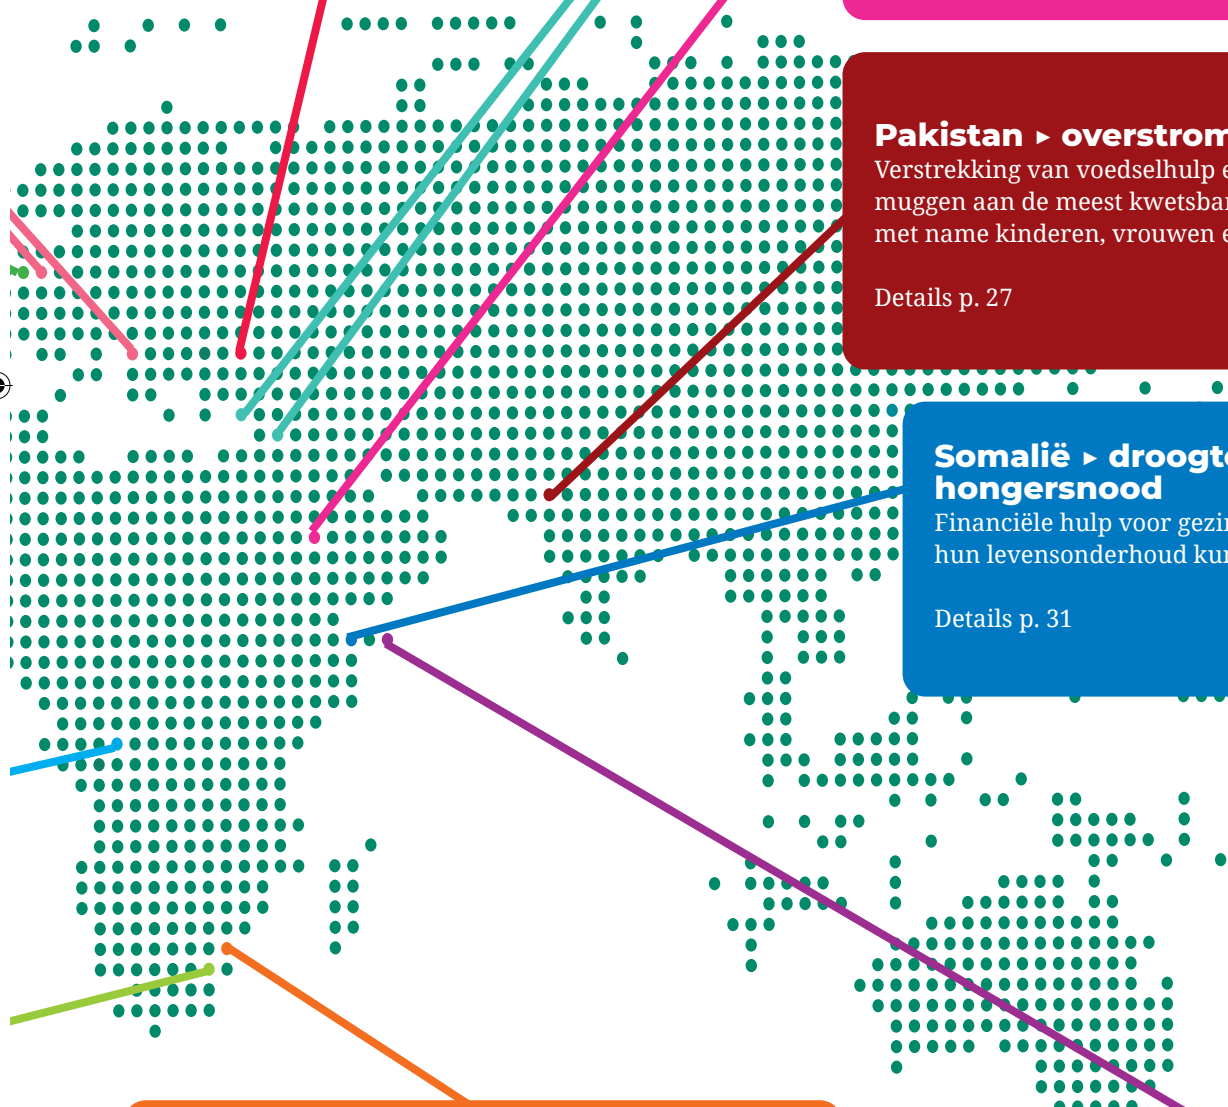 Pakistan ▸ overstrom
Verstrekking van voedselhulp e
muggen aan de meest kwetsbar
met name kinderen, vrouwen e
Details p. 27
Somalië ▸ droogte
hongersnood
Financiële hulp voor gezin
hun levensonderhoud kun
Details p. 31